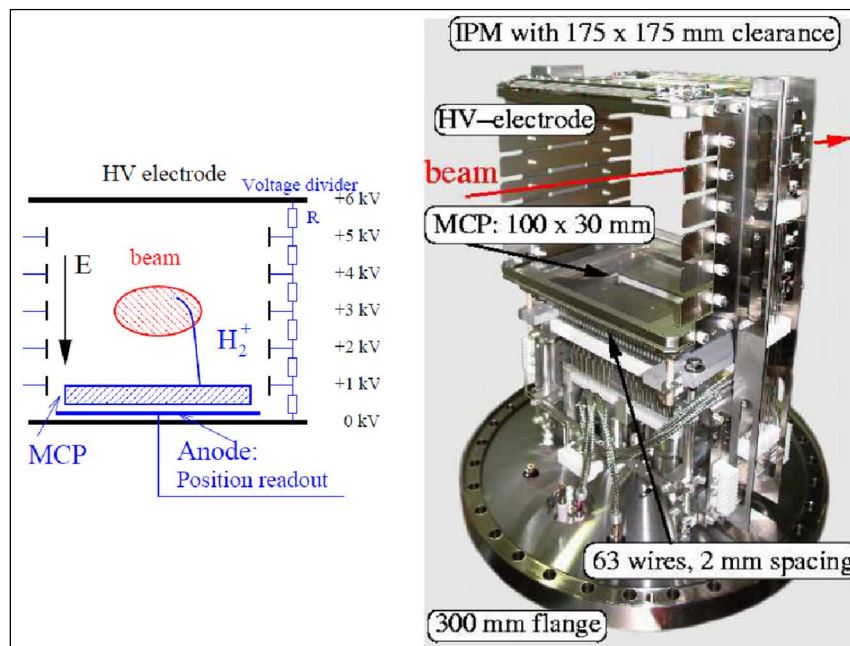 HV electrode
Voltage divider
+6 kV
R
+5 kV
E
beam
+4 kV
+3 kV
H₂⁺
+2 kV
+1 kV
0 kV
MCP
Anode:
Position readout
IPM with 175 x 175 mm clearance
HV–electrode
beam
MCP: 100 x 30 mm
63 wires, 2 mm spacing
300 mm flange